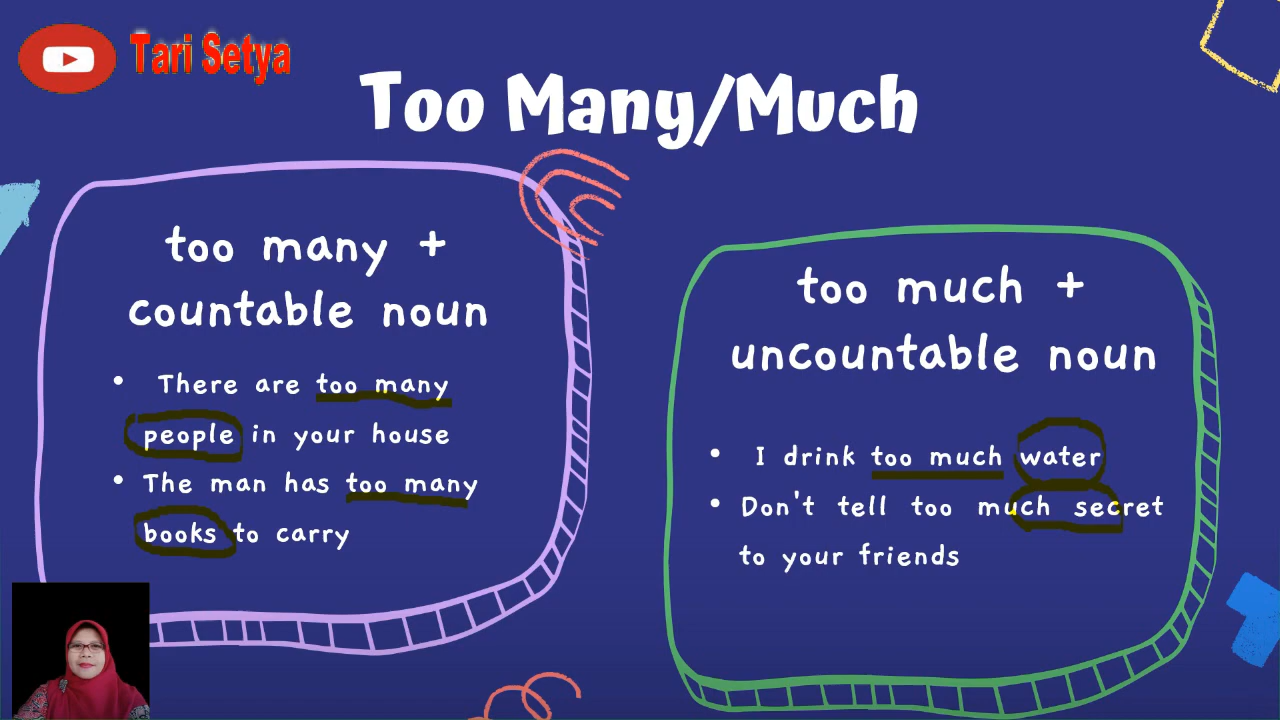 Tari Setya
Too Many/Much
too many +
countable noun
• There are too many
people in your house
• The man has too many
books to carry
too much +
uncountable noun
• I drink too much water
• Don't tell too much secret
to your friends